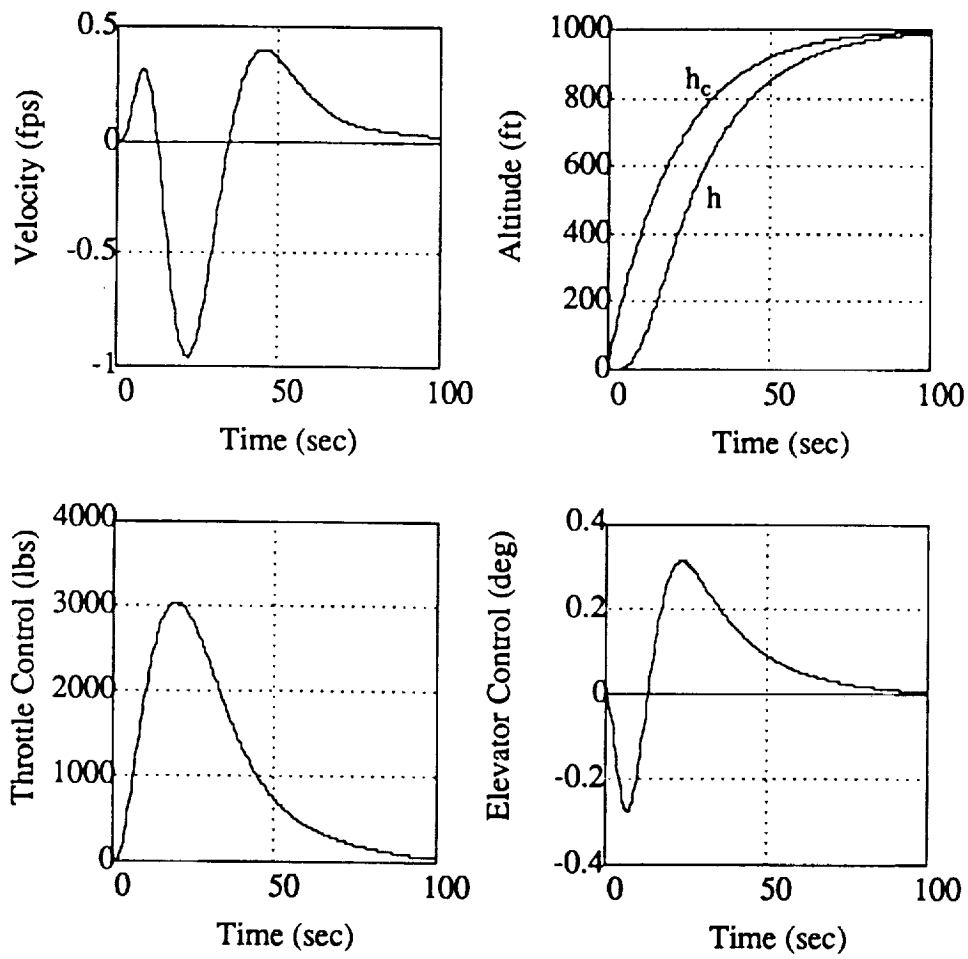 0.5
0
-0.5
-1
0 50 100
Velocity (fps)
Time (sec)
1000
800
600
400
200
0
h_c
h
0 50 100
Altitude (ft)
Time (sec)
4000
3000
2000
1000
0
0 50 100
Throttle Control (lbs)
Time (sec)
0.4
0.2
0
-0.2
-0.4
0 50 100
Elevator Control (deg)
Time (sec)